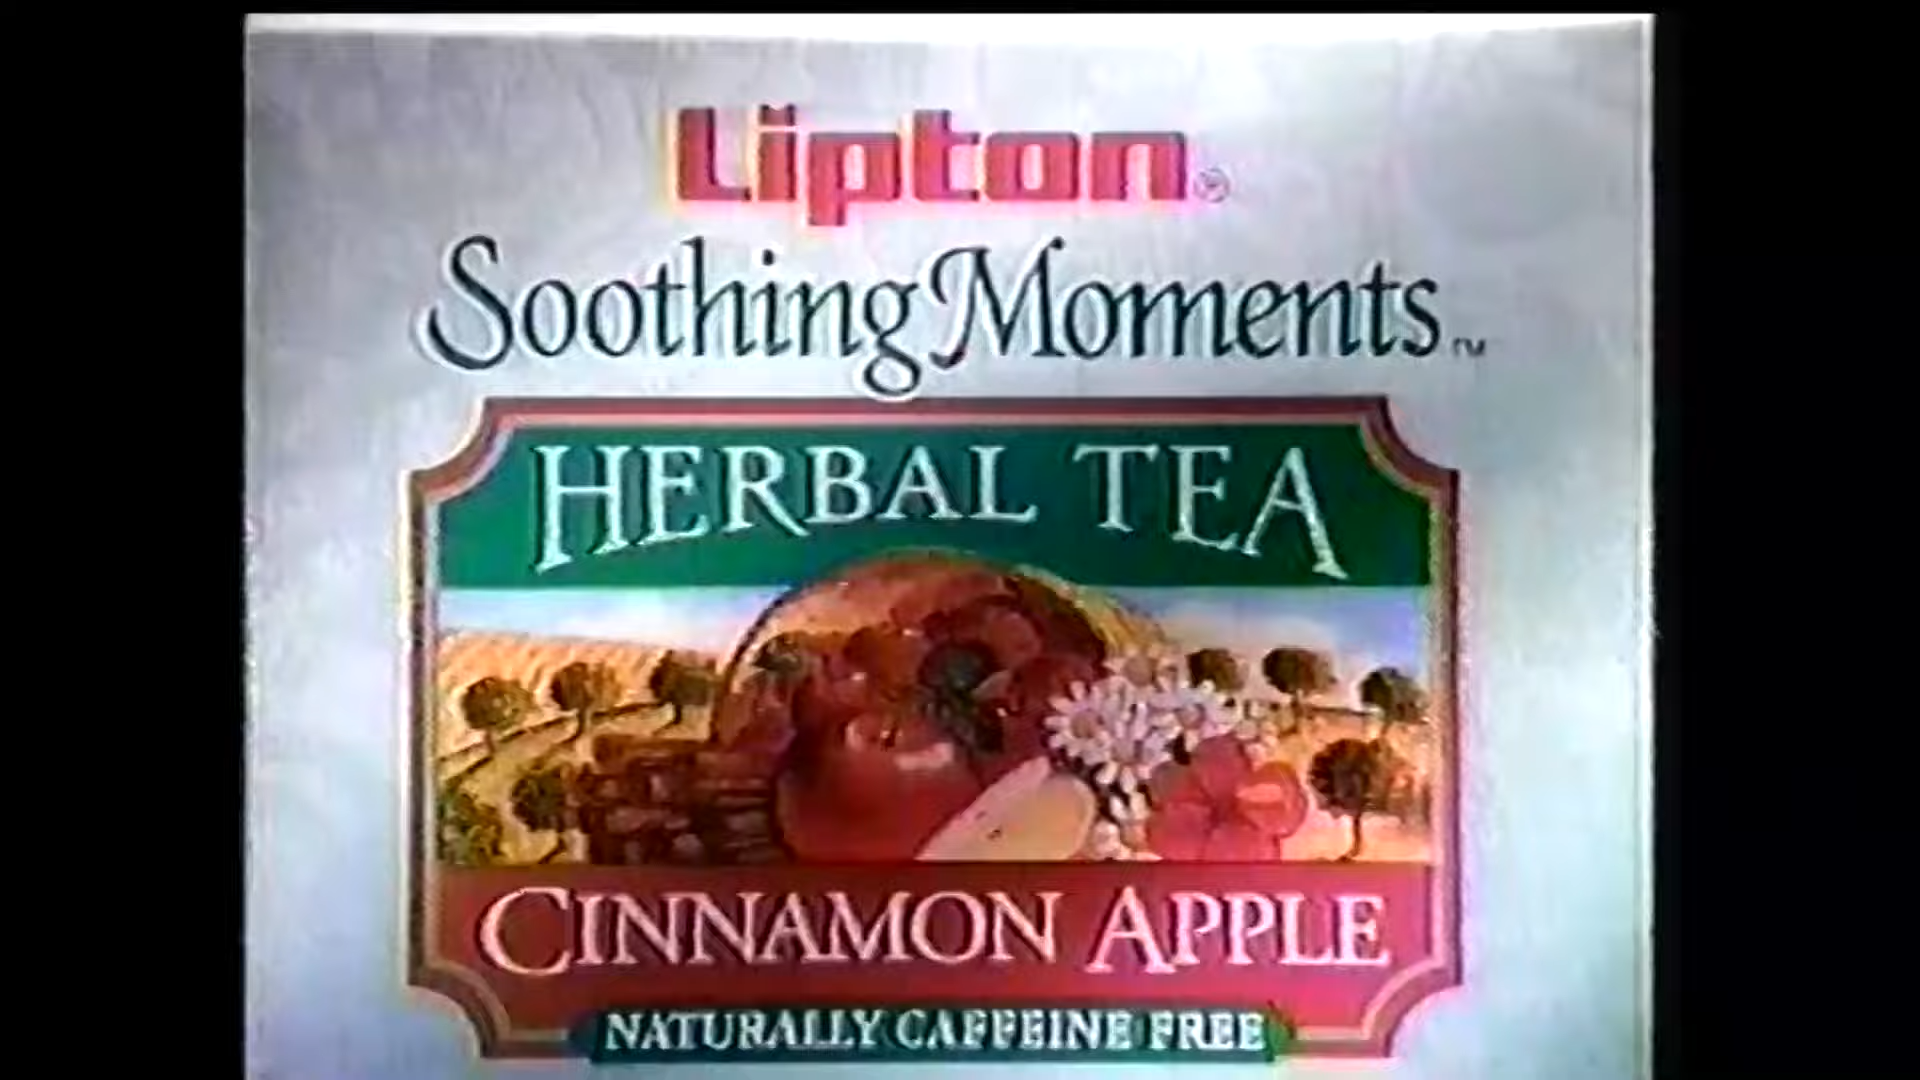 Lipton®
Soothing Moments™
HERBAL TEA
CINNAMON APPLE
NATURALLY CAFFEINE FREE